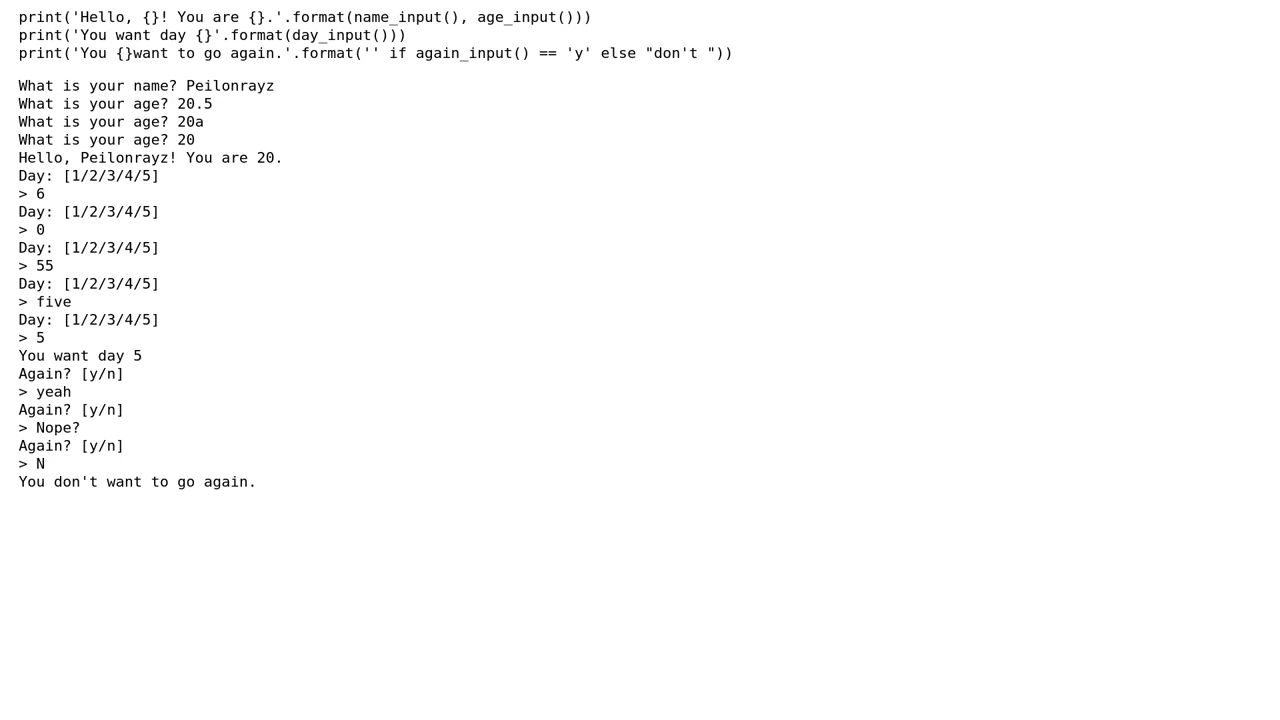 print('Hello, {}! You are {}.'.format(name_input(), age_input()))
print('You want day {}'.format(day_input()))
print('You {}want to go again.'.format('' if again_input() == 'y' else "don't "))
What is your name? Peilonrayz
What is your age? 20.5
What is your age? 20a
What is your age? 20
Hello, Peilonrayz! You are 20.
Day: [1/2/3/4/5]
> 6
Day: [1/2/3/4/5]
> 0
Day: [1/2/3/4/5]
> 55
Day: [1/2/3/4/5]
> five
Day: [1/2/3/4/5]
> 5
You want day 5
Again? [y/n]
> yeah
Again? [y/n]
> Nope?
Again? [y/n]
> N
You don't want to go again.